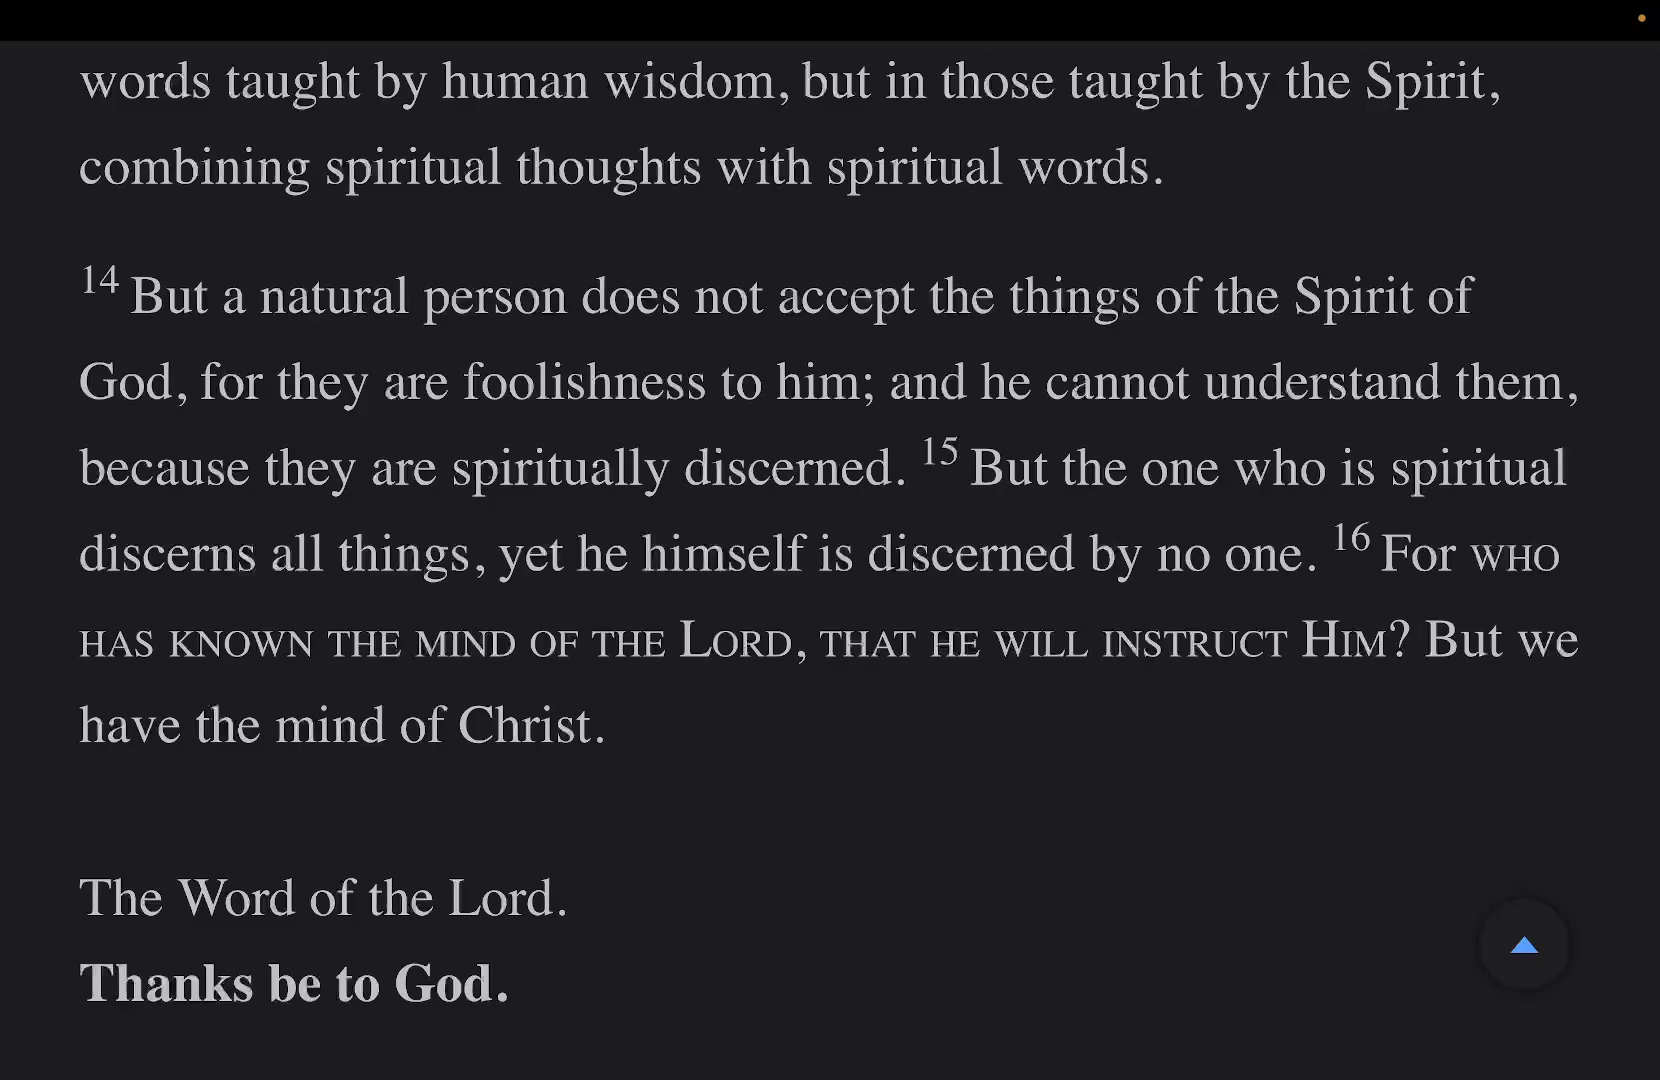 words taught by human wisdom, but in those taught by the Spirit,
combining spiritual thoughts with spiritual words.
14 But a natural person does not accept the things of the Spirit of
God, for they are foolishness to him; and he cannot understand them,
because they are spiritually discerned. 15 But the one who is spiritual
discerns all things, yet he himself is discerned by no one. 16 For WHO
HAS KNOWN THE MIND OF THE LORD, THAT HE WILL INSTRUCT HIM? But we
have the mind of Christ.
The Word of the Lord.
Thanks be to God.